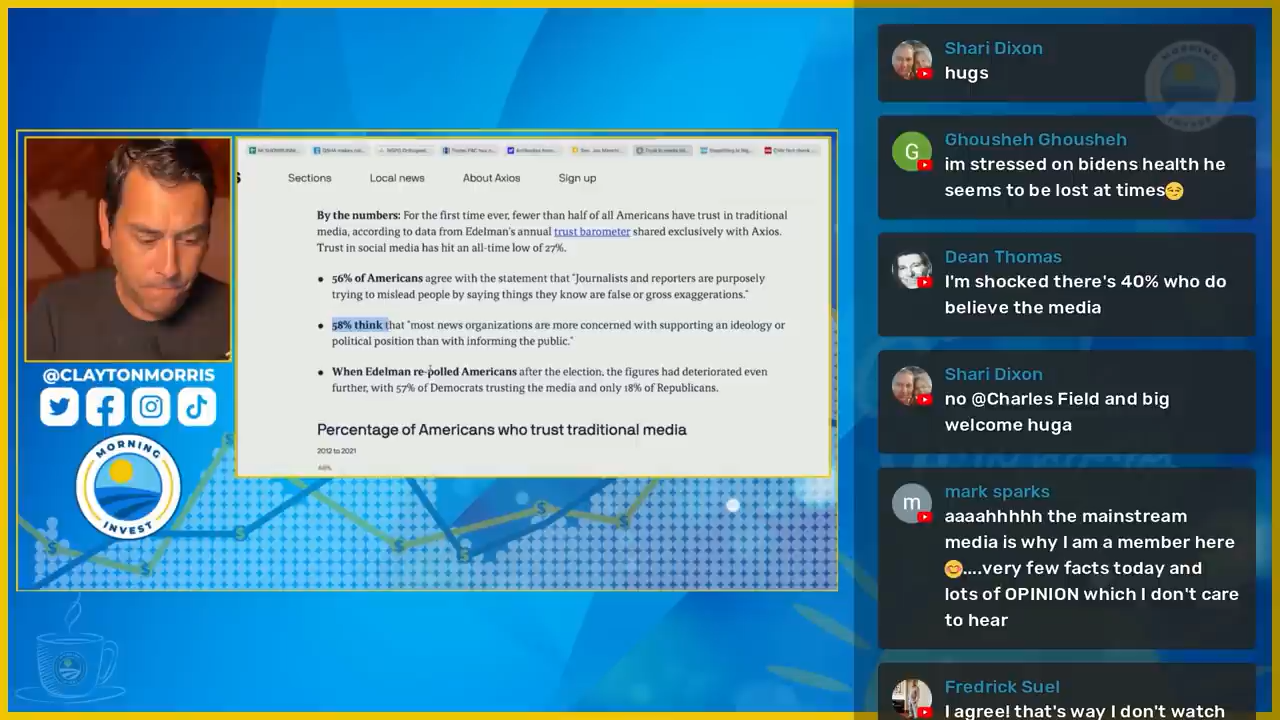 Sections Local news About Axios Sign up
By the numbers: For the first time ever, fewer than half of all Americans have trust in traditional
media, according to data from Edelman's annual trust barometer shared exclusively with Axios.
Trust in social media has hit an all-time low of 27%.
• 56% of Americans agree with the statement that "Journalists and reporters are purposely
trying to mislead people by saying things they know are false or gross exaggerations."
• 58% think that "most news organizations are more concerned with supporting an ideology or
political position than with informing the public."
• When Edelman re-polled Americans after the election, the figures had deteriorated even
further, with 57% of Democrats trusting the media and only 18% of Republicans.
Percentage of Americans who trust traditional media
2012 to 2021
@CLAYTONMORRIS
MORNING
INVEST
Shari Dixon
hugs
MORNING
INVEST
G
Ghousheh Ghousheh
im stressed on bidens health he
seems to be lost at times😔
Dean Thomas
I'm shocked there's 40% who do
believe the media
Shari Dixon
no @Charles Field and big
welcome huga
m
mark sparks
aaaahhhhh the mainstream
media is why I am a member here
😊....very few facts today and
lots of OPINION which I don't care
to hear
Fredrick Suel
I agree! that's way I don't watch